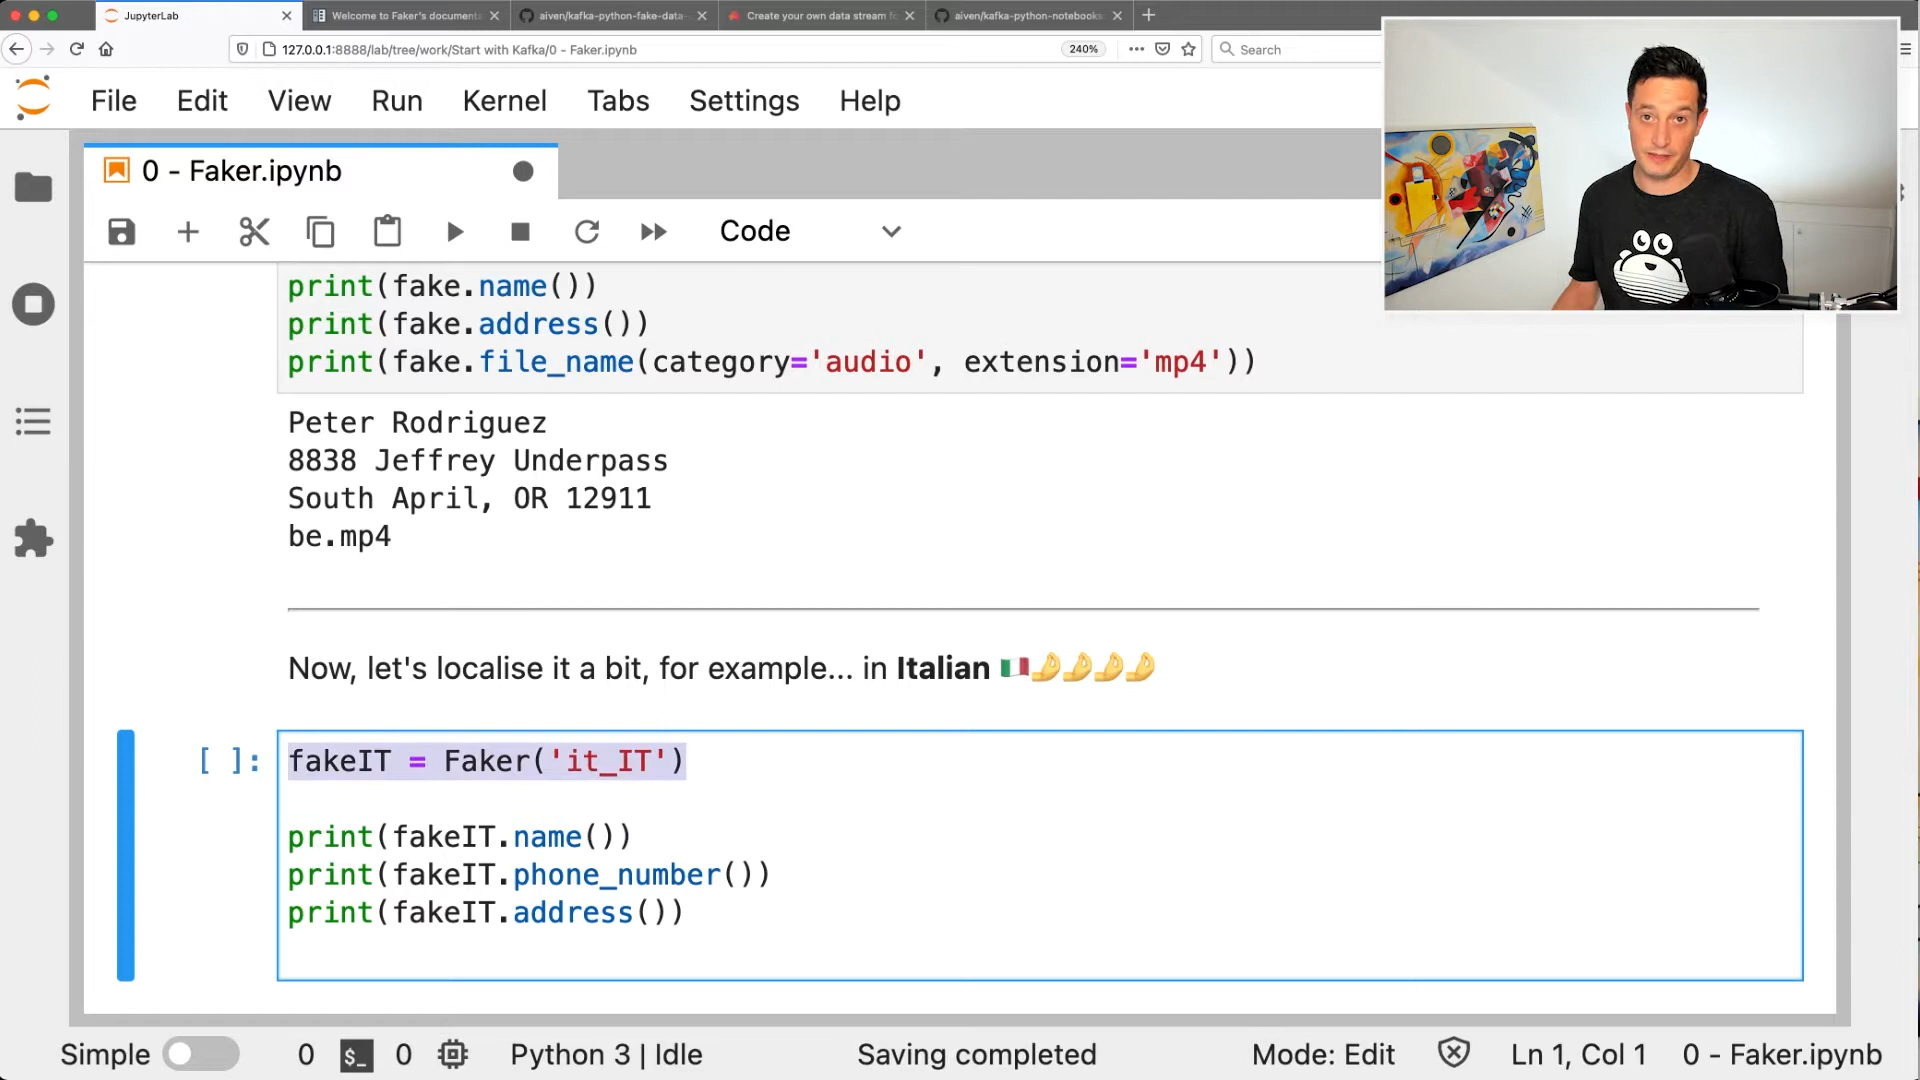 JupyterLab
Welcome to Faker's documenta
aiven/kafka-python-fake-data-
Create your own data stream fo
aiven/kafka-python-notebooks
127.0.0.1:8888/lab/tree/work/Start with Kafka/0 - Faker.ipynb
240%
Search
File Edit View Run Kernel Tabs Settings Help
0 - Faker.ipynb
Code
print(fake.name())
print(fake.address())
print(fake.file_name(category='audio', extension='mp4'))
Peter Rodriguez
8838 Jeffrey Underpass
South April, OR 12911
be.mp4
Now, let's localise it a bit, for example... in Italian 🇮🇹🤌🤌🤌🤌
[ ]:
fakeIT = Faker('it_IT')
print(fakeIT.name())
print(fakeIT.phone_number())
print(fakeIT.address())
Simple 0 $_ 0 Python 3 | Idle Saving completed Mode: Edit Ln 1, Col 1 0 - Faker.ipynb